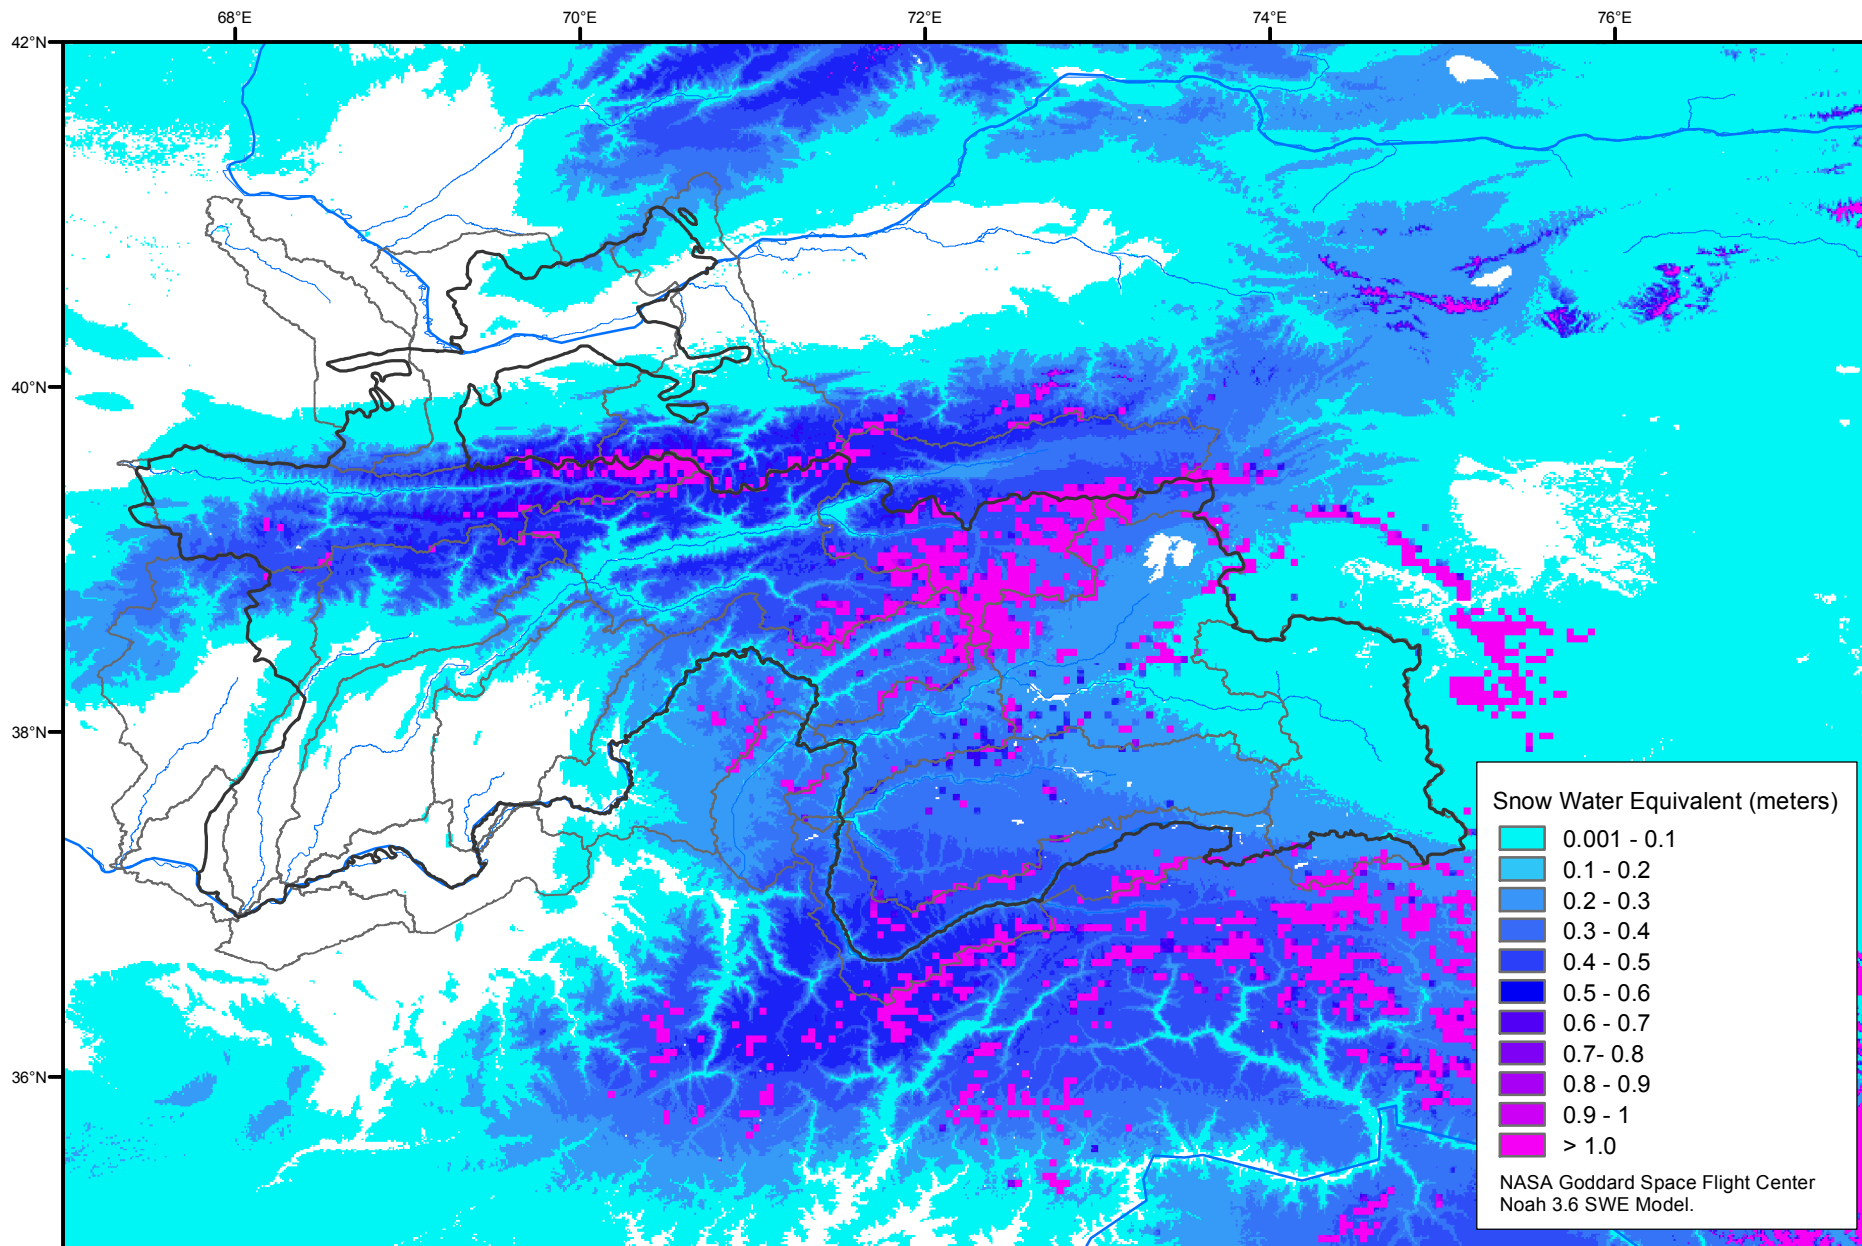 68°E
70°E
72°E
74°E
76°E
42°N
40°N
38°N
36°N
Snow Water Equivalent (meters)
0.001 - 0.1
0.1 - 0.2
0.2 - 0.3
0.3 - 0.4
0.4 - 0.5
0.5 - 0.6
0.6 - 0.7
0.7- 0.8
0.8 - 0.9
0.9 - 1
> 1.0
NASA Goddard Space Flight Center
Noah 3.6 SWE Model.